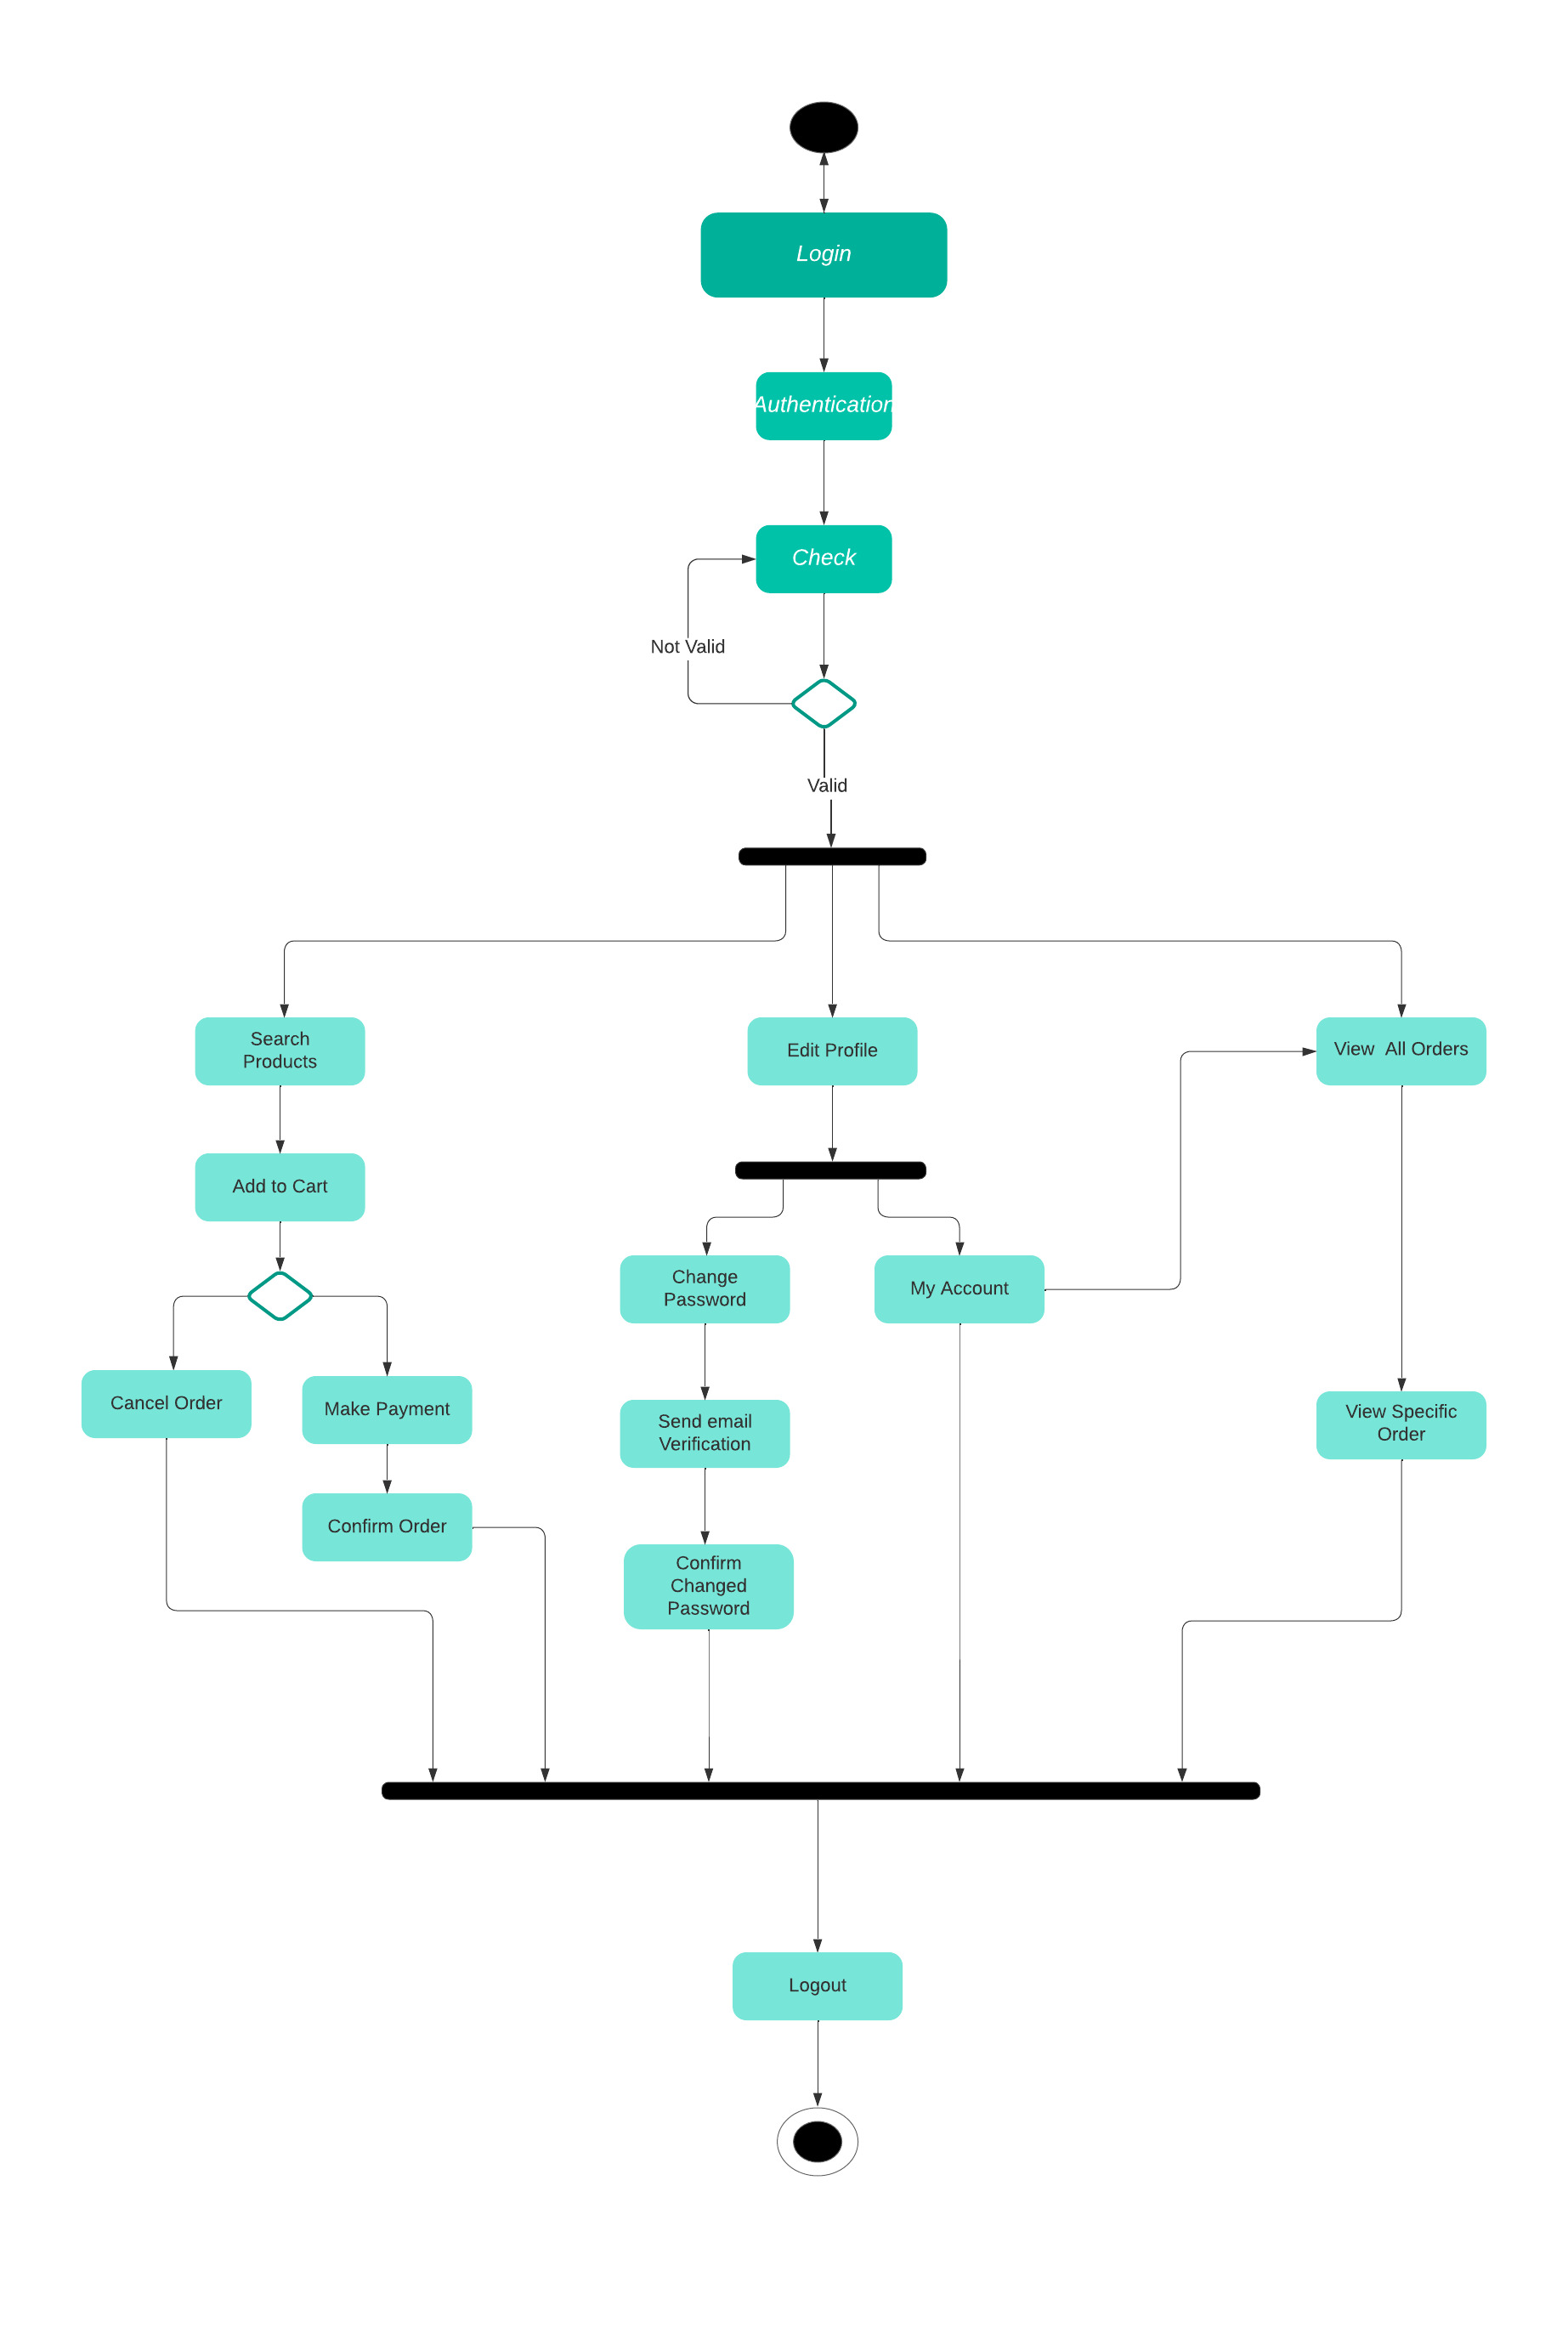 Login
Authentication
Check
Not Valid
Valid
Search
Products
Edit Profile
View  All Orders
Add to Cart
Change
Password
My Account
Cancel Order
Make Payment
Send email
Verification
View Specific
Order
Confirm Order
Confirm
Changed
Password
Logout